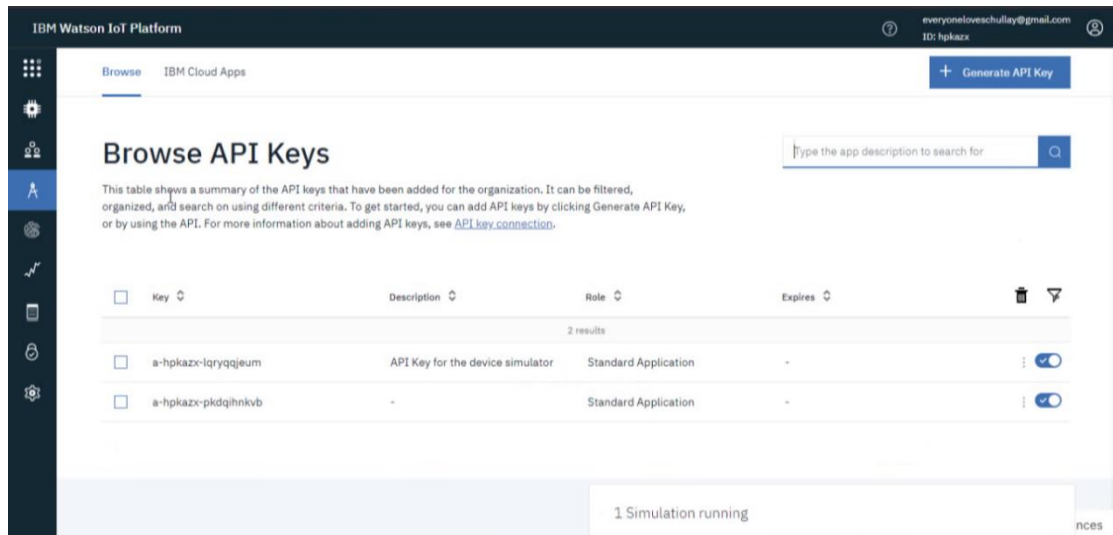 IBM Watson IoT Platform
everyoneloveschullay@gmail.com
ID: hpkazx
Browse IBM Cloud Apps
+ Generate API Key
Browse API Keys
Type the app description to search for
This table shows a summary of the API keys that have been added for the organization. It can be filtered,
organized, and search on using different criteria. To get started, you can add API keys by clicking Generate API Key,
or by using the API. For more information about adding API keys, see API key connection.
Key Description Role Expires
2 results
a-hpkazx-lqryqqjeum API Key for the device simulator Standard Application -
a-hpkazx-pkdqihnkvb - Standard Application -
1 Simulation running
nces